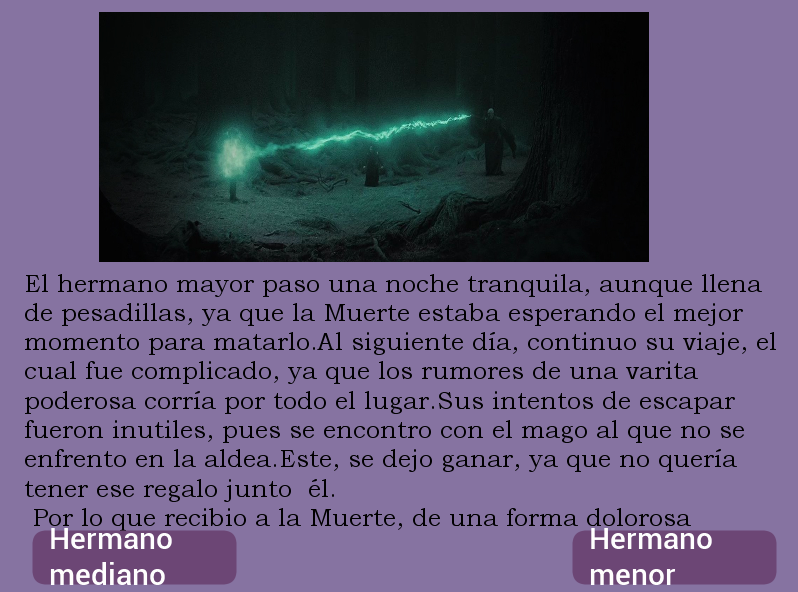 El hermano mayor paso una noche tranquila, aunque llena
de pesadillas, ya que la Muerte estaba esperando el mejor
momento para matarlo.Al siguiente día, continuo su viaje, el
cual fue complicado, ya que los rumores de una varita
poderosa corría por todo el lugar.Sus intentos de escapar
fueron inutiles, pues se encontro con el mago al que no se
enfrento en la aldea.Este, se dejo ganar, ya que no quería
tener ese regalo junto  él.
Por lo que recibio a la Muerte, de una forma dolorosa
Hermano
mediano
Hermano
menor